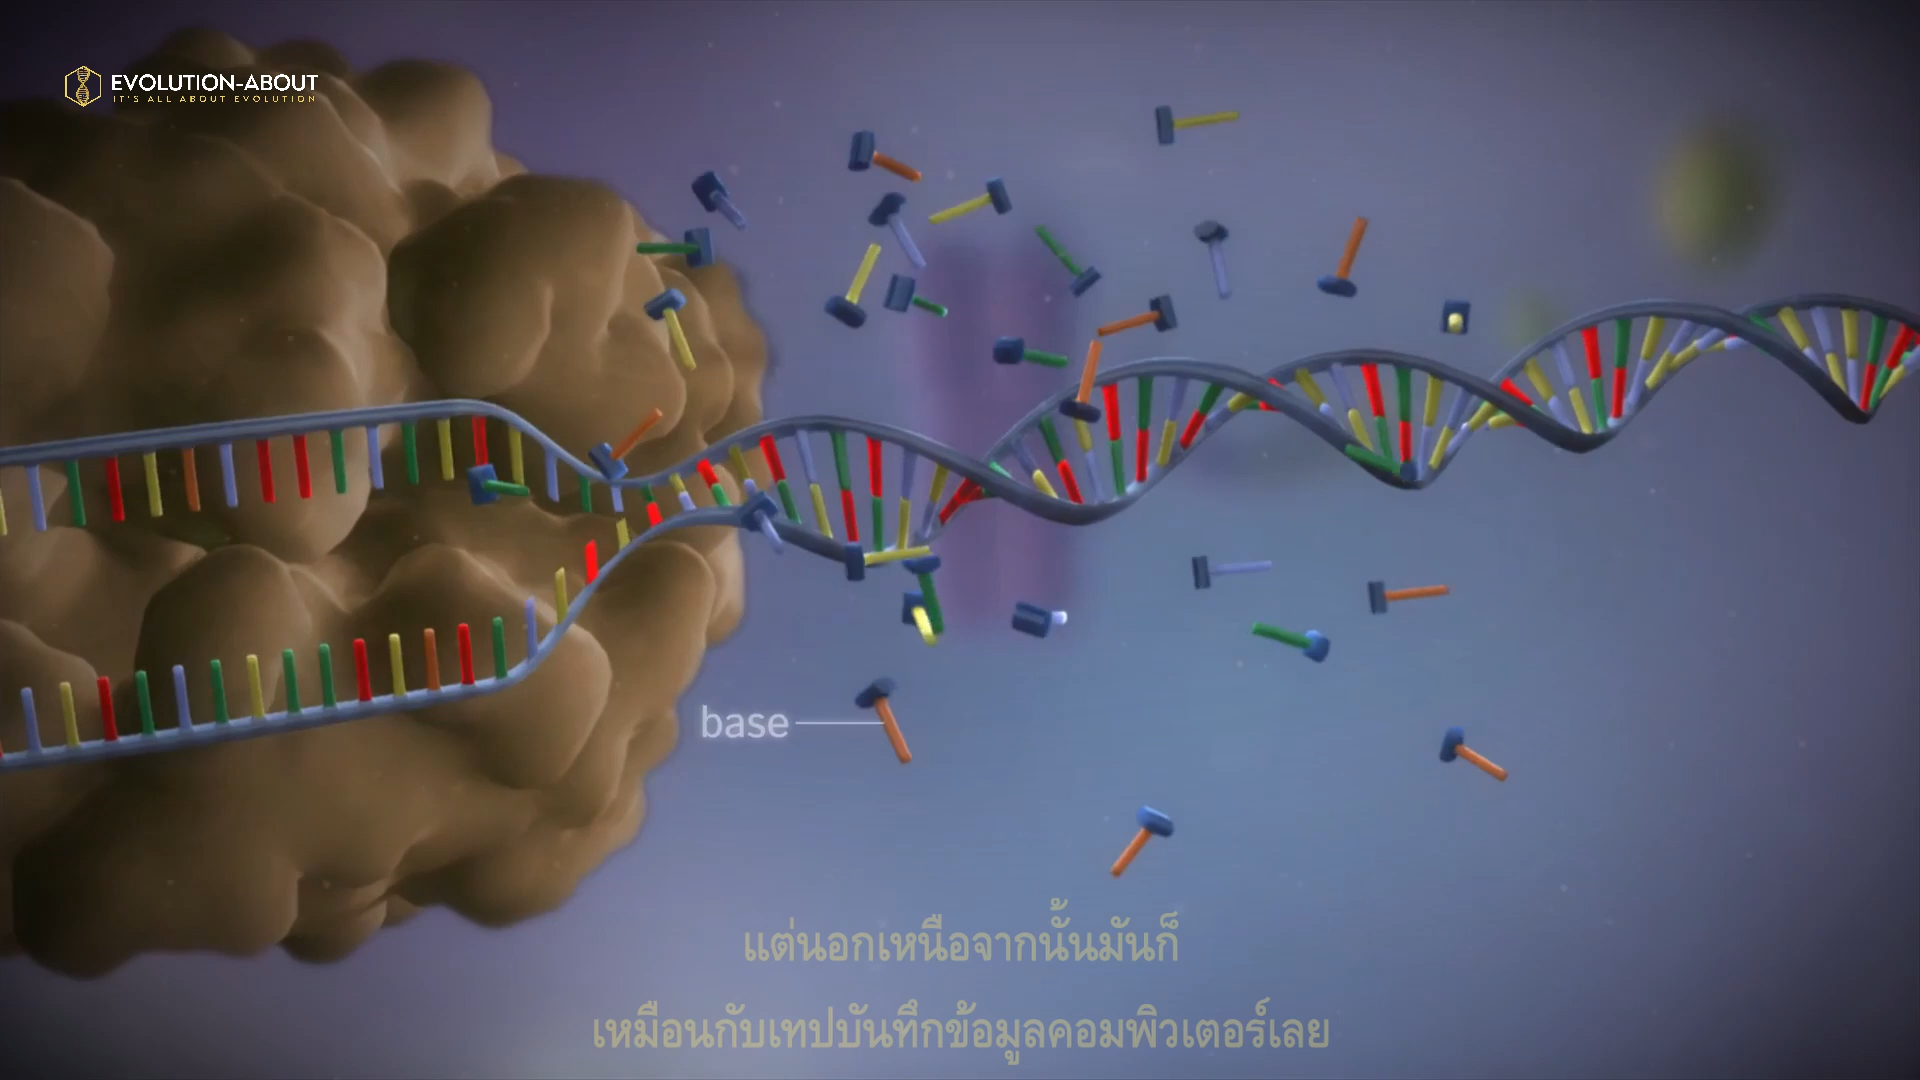 EVOLUTION-ABOUT
IT'S ALL ABOUT EVOLUTION
base
แต่นอกเหนือจากนั้นมันก็
เหมือนกับเทปบันทึกข้อมูลคอมพิวเตอร์เลย